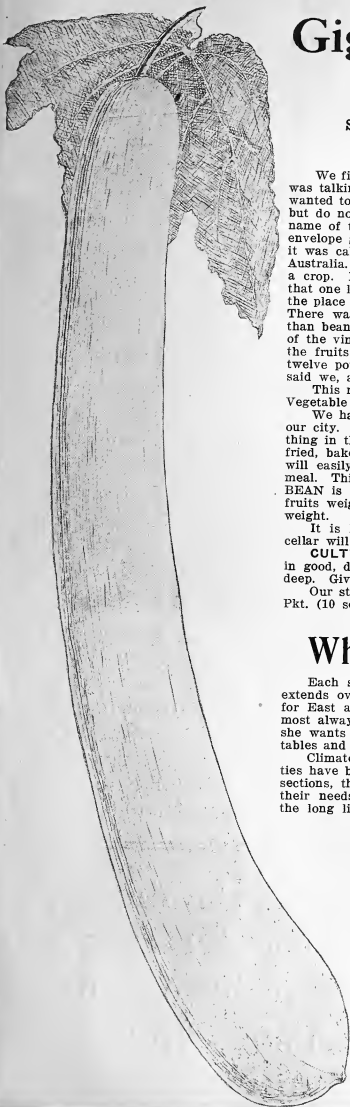 Gig
s
We fi
was talkin
wanted to
but do no
name of t
envelope
it was ca
Australia.
a crop.
that one l
the place
There wa
than bean
of the vin
the fruits
twelve po
said we, a
This r
Vegetable
We ha
our city.
thing in t
fried, bake
will easily
meal. Thi
BEAN is
fruits weig
weight.
It is
cellar will
CULT
in good, d
deep. Giv
Our st
Pkt. (10 se
Wh
Each s
extends ov
for East a
most alway
she wants
tables and
Climate
ties have b
sections, th
their needs
the long li